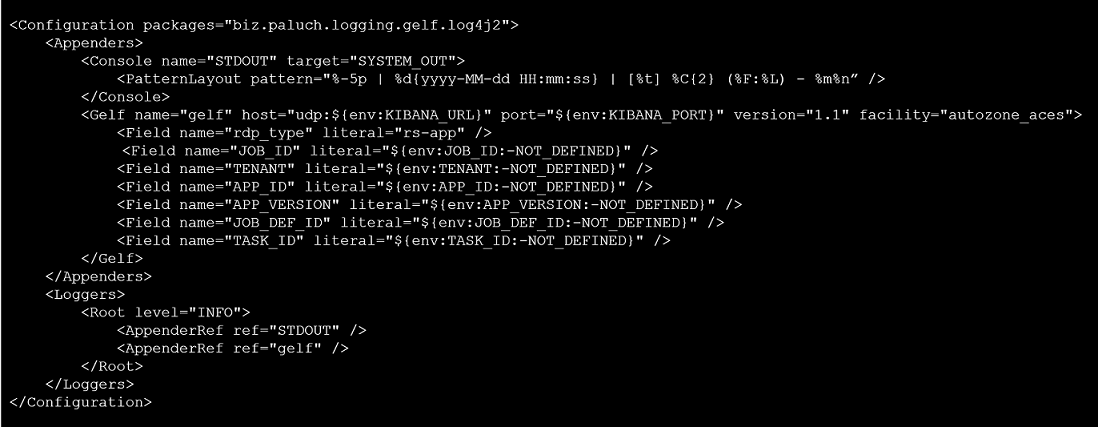 <Configuration packages="biz.paluch.logging.gelf.log4j2">
    <Appenders>
        <Console name="STDOUT" target="SYSTEM_OUT">
            <PatternLayout pattern="%-5p | %d{yyyy-MM-dd HH:mm:ss} | [%t] %C{2} (%F:%L) - %m%n” />
        </Console>
        <Gelf name="gelf" host="udp:${env:KIBANA_URL}" port="${env:KIBANA_PORT}" version="1.1" facility="autozone_aces">
            <Field name="rdp_type" literal="rs-app" />
            <Field name="JOB_ID" literal="${env:JOB_ID:-NOT_DEFINED}" />
            <Field name="TENANT" literal="${env:TENANT:-NOT_DEFINED}" />
            <Field name="APP_ID" literal="${env:APP_ID:-NOT_DEFINED}" />
            <Field name="APP_VERSION" literal="${env:APP_VERSION:-NOT_DEFINED}" />
            <Field name="JOB_DEF_ID" literal="${env:JOB_DEF_ID:-NOT_DEFINED}" />
            <Field name="TASK_ID" literal="${env:TASK_ID:-NOT_DEFINED}" />
        </Gelf>
    </Appenders>
    <Loggers>
        <Root level="INFO">
            <AppenderRef ref="STDOUT" />
            <AppenderRef ref="gelf" />
        </Root>
    </Loggers>
</Configuration>